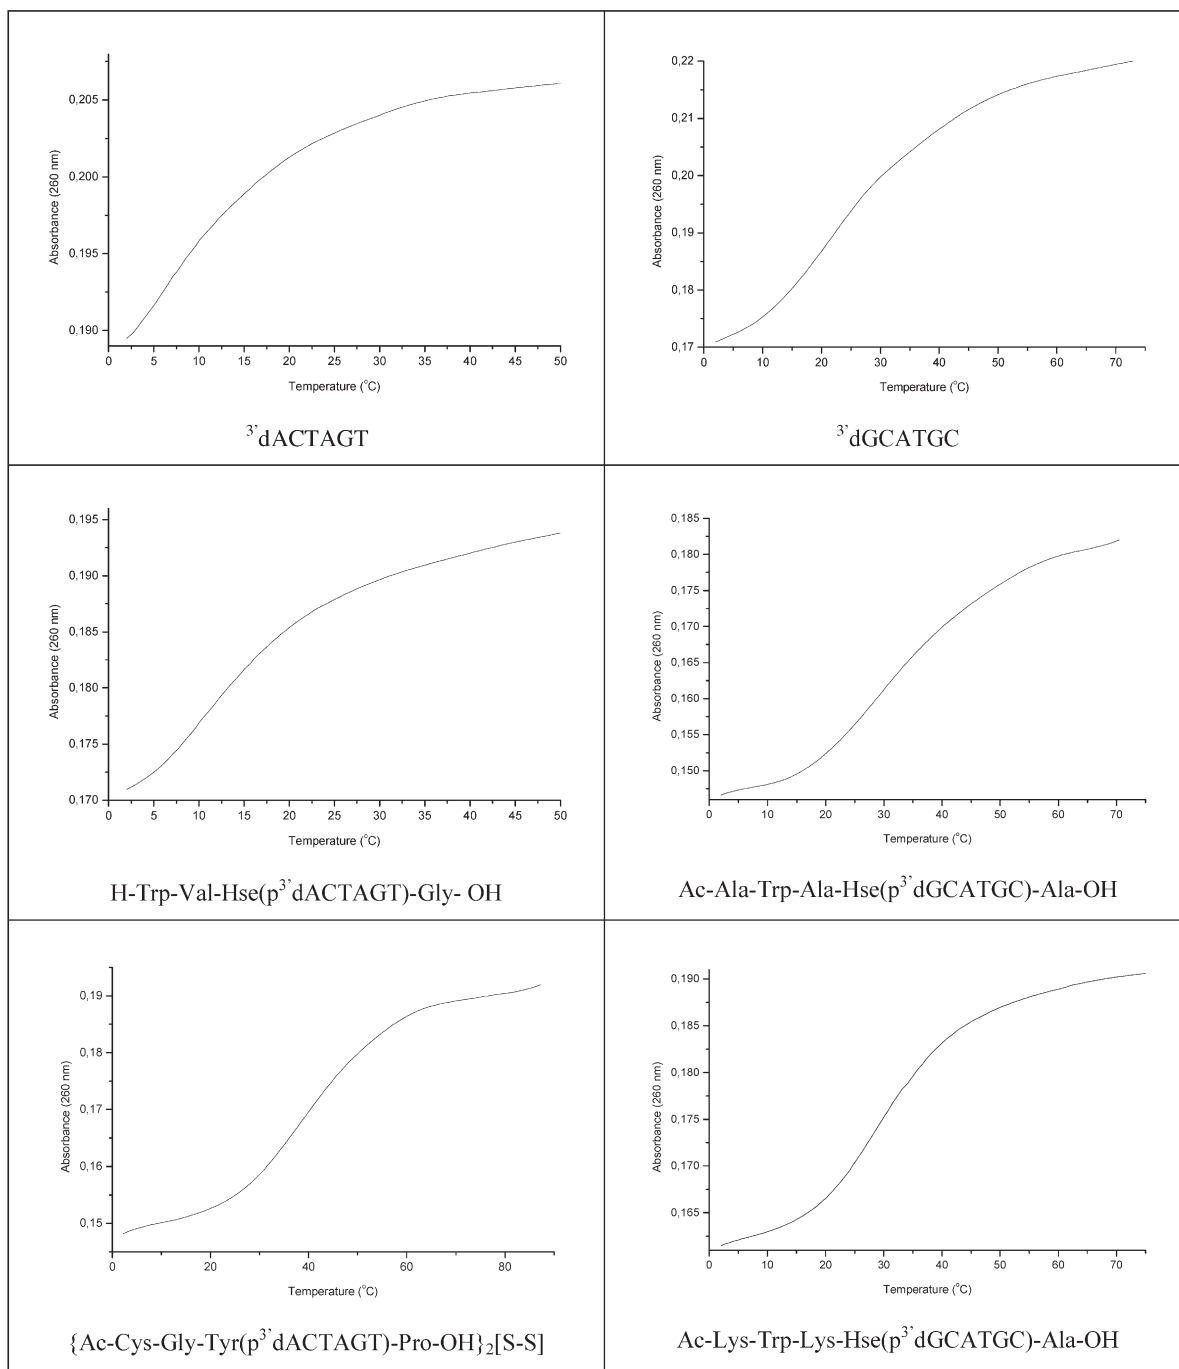 0,205
0,200
0,195
0,190
0 5 10 15 20 25 30 35 40 45 50
Absorbance (260 nm)
Temperature (°C)
3’dACTAGT
0,22
0,21
0,20
0,19
0,18
0,17
0 10 20 30 40 50 60 70
Absorbance (260 nm)
Temperature (°C)
3’dGCATGC
0,195
0,190
0,185
0,180
0,175
0,170
0 5 10 15 20 25 30 35 40 45 50
Absorbance (260 nm)
Temperature (°C)
H-Trp-Val-Hse(p3’dACTAGT)-Gly- OH
0,185
0,180
0,175
0,170
0,165
0,160
0,155
0,150
0 10 20 30 40 50 60 70
Absorbance (260 nm)
Temperature (°C)
Ac-Ala-Trp-Ala-Hse(p3’dGCATGC)-Ala-OH
0,19
0,18
0,17
0,16
0,15
0 20 40 60 80
Absorbance (260 nm)
Temperature (°C)
{Ac-Cys-Gly-Tyr(p3’dACTAGT)-Pro-OH}2[S-S]
0,190
0,185
0,180
0,175
0,170
0,165
0 10 20 30 40 50 60 70
Absorbance (260 nm)
Temperature (°C)
Ac-Lys-Trp-Lys-Hse(p3’dGCATGC)-Ala-OH